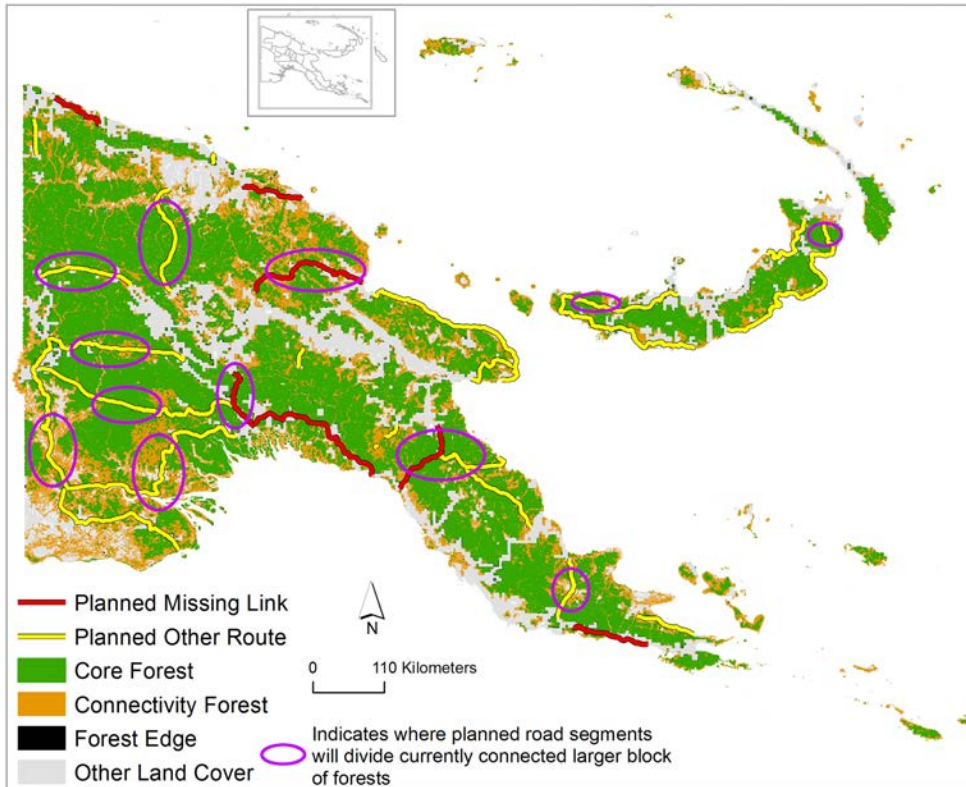 Planned Missing Link
Planned Other Route
Core Forest
Connectivity Forest
Forest Edge
Other Land Cover
N
0 110 Kilometers
Indicates where planned road segments
will divide currently connected larger block
of forests